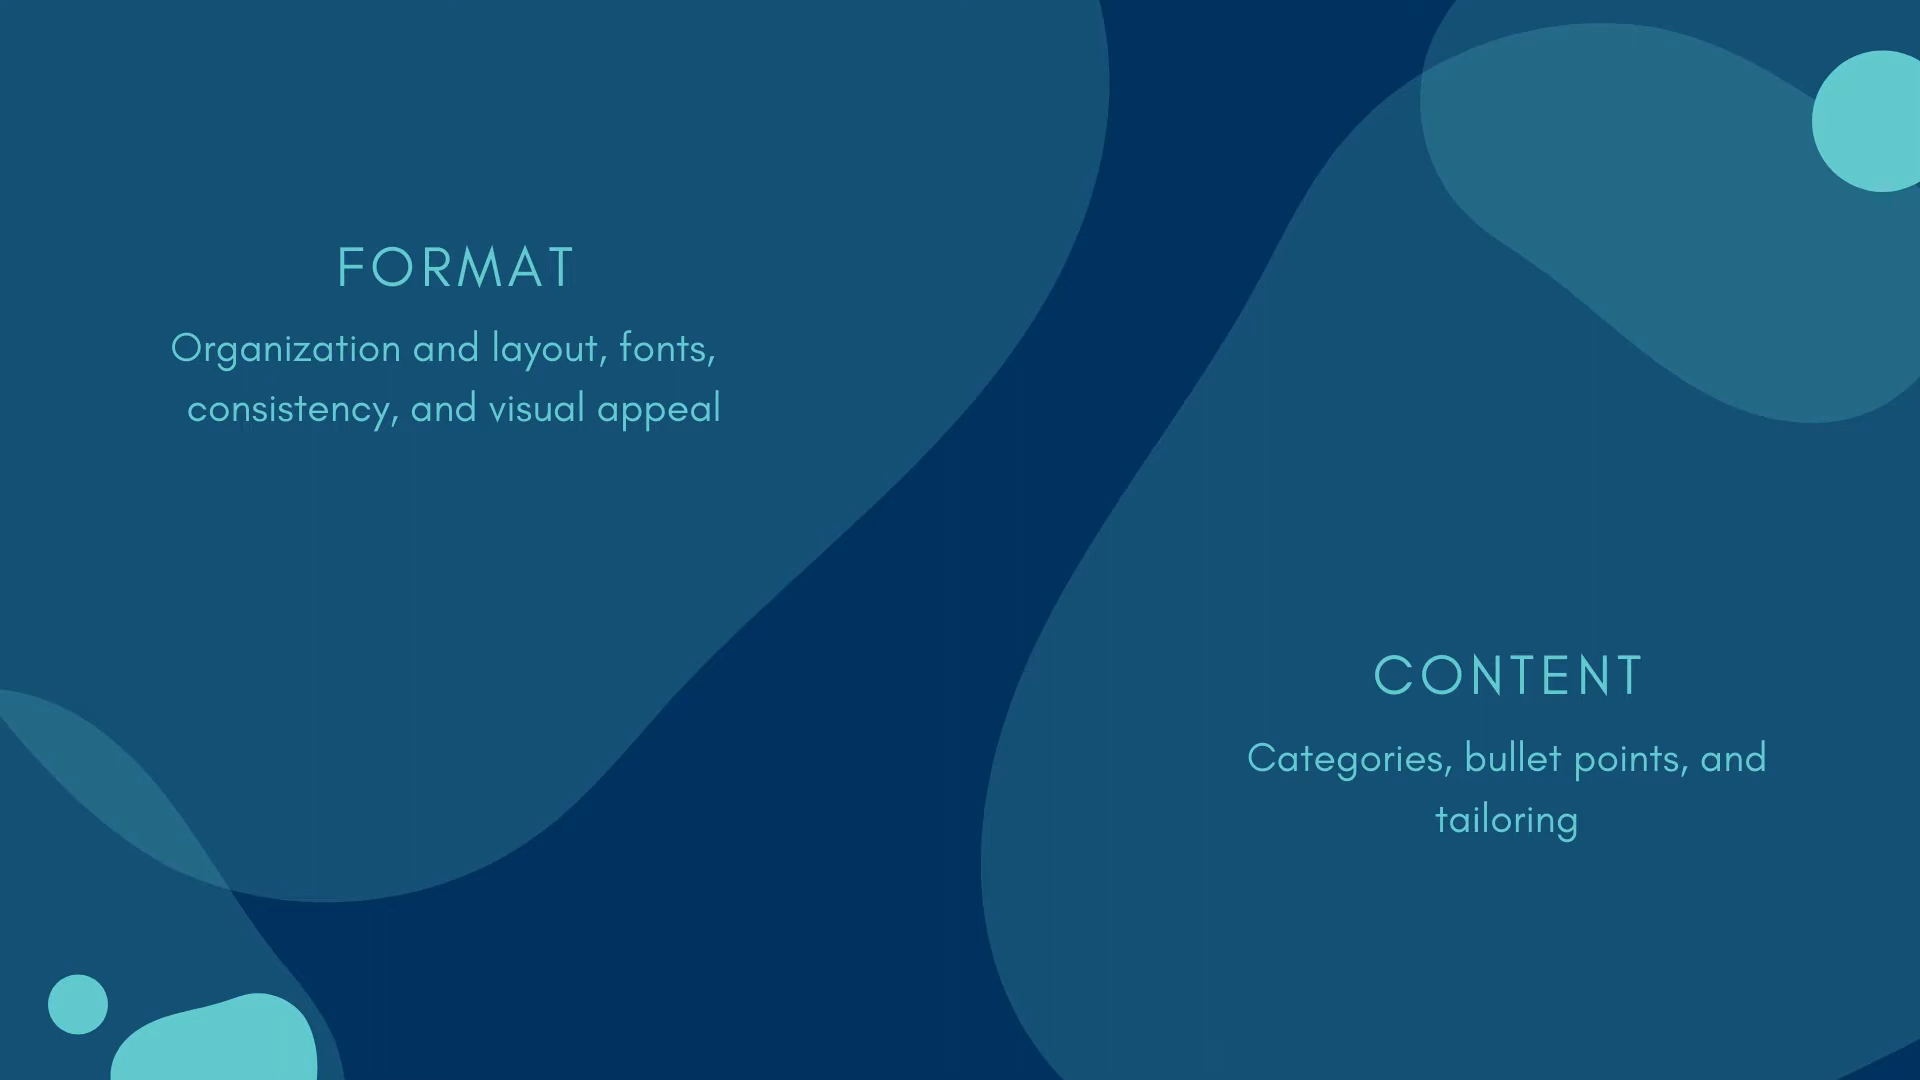 FORMAT
Organization and layout, fonts,
consistency, and visual appeal
CONTENT
Categories, bullet points, and
tailoring